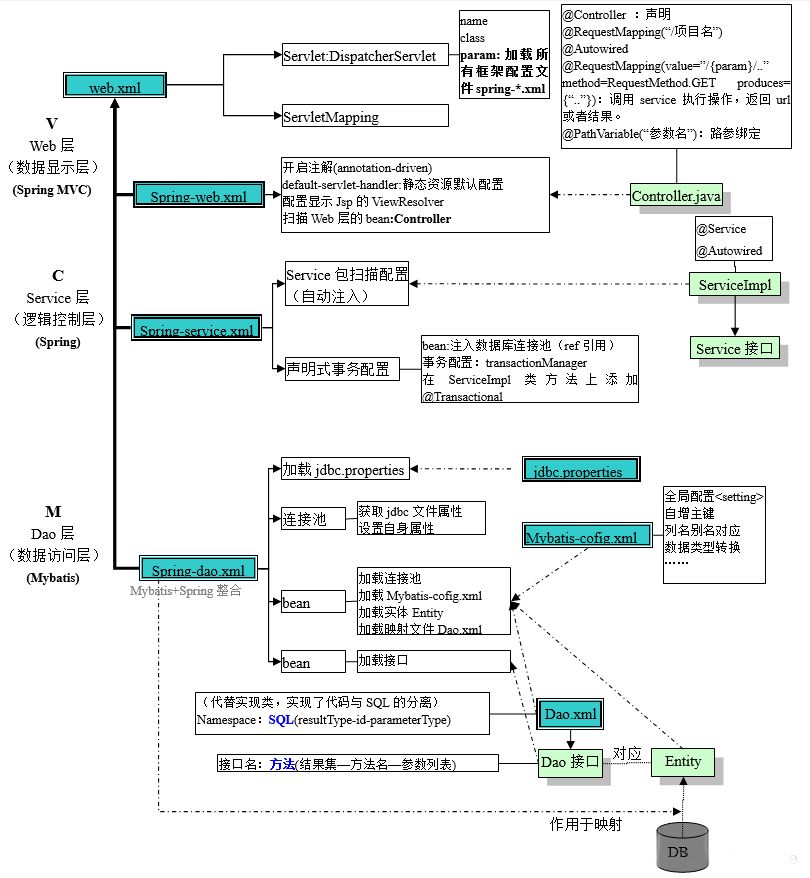 name
class
param: 加载所
有框架配置文
件 spring-*.xml
@Controller ：声明
@RequestMapping(“/项目名”)
@Autowired
@RequestMapping(value=”/{param}/..”
method=RequestMethod.GET produces=
{“..”})：调用 service 执行操作，返回 url
或者结果。
@PathVariable(“参数名”)：路参绑定
Servlet:DispatcherServlet
web.xml
ServletMapping
V
Web 层
（数据显示层）
(Spring MVC)
Spring-web.xml
开启注解(annotation-driven)
default-servlet-handler:静态资源默认配置
配置显示 Jsp 的 ViewResolver
扫描 Web 层的 bean:Controller
Controller.java
@Service
@Autowired
C
Service 层
（逻辑控制层）
(Spring)
Service 包扫描配置
（自动注入）
ServiceImpl
Spring-service.xml
Service 接口
声明式事务配置
bean:注入数据库连接池（ref 引用）
事务配置：transactionManager
在 ServiceImpl 类方法上添加
@Transactional
加载 jdbc.properties
jdbc.properties
M
Dao 层
（数据访问层）
(Mybatis)
连接池
获取 jdbc 文件属性
设置自身属性
Mybatis-cofig.xml
全局配置<setting>
自增主键
列名别名对应
数据类型转换
……
Spring-dao.xml
Mybatis+Spring 整合
bean
加载连接池
加载 Mybatis-cofig.xml
加载实体 Entity
加载映射文件 Dao.xml
bean
加载接口
（代替实现类，实现了代码与 SQL 的分离）
Namespace：SQL(resultType-id-parameterType)
Dao.xml
接口名：方法(结果集—方法名—参数列表)
Dao 接口
对应
Entity
作用于映射
DB